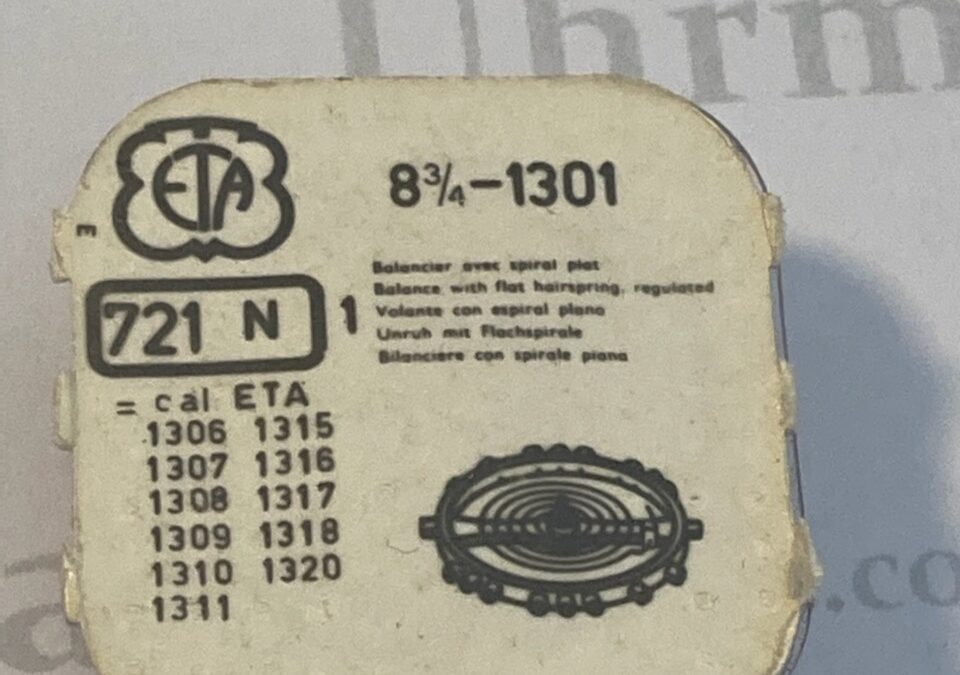 Uhrm
ETA
8¾-1301
E
721 N 1
Balancier avec spiral plat
Balance with flat hairspring, regulated
Volante con espiral plano
Unruh mit Flachspirale
Bilanciere con spirale piana
= cal ETA
1306 1315
1307 1316
1308 1317
1309 1318
1310 1320
1311
a
.co